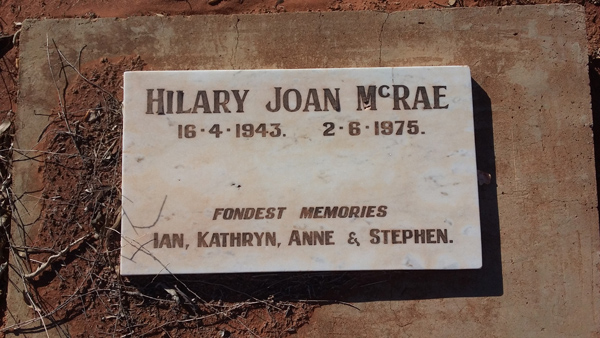 HILARY JOAN McRAE
16·4·1943. 2·6·1975.
FONDEST MEMORIES
IAN, KATHRYN, ANNE & STEPHEN.